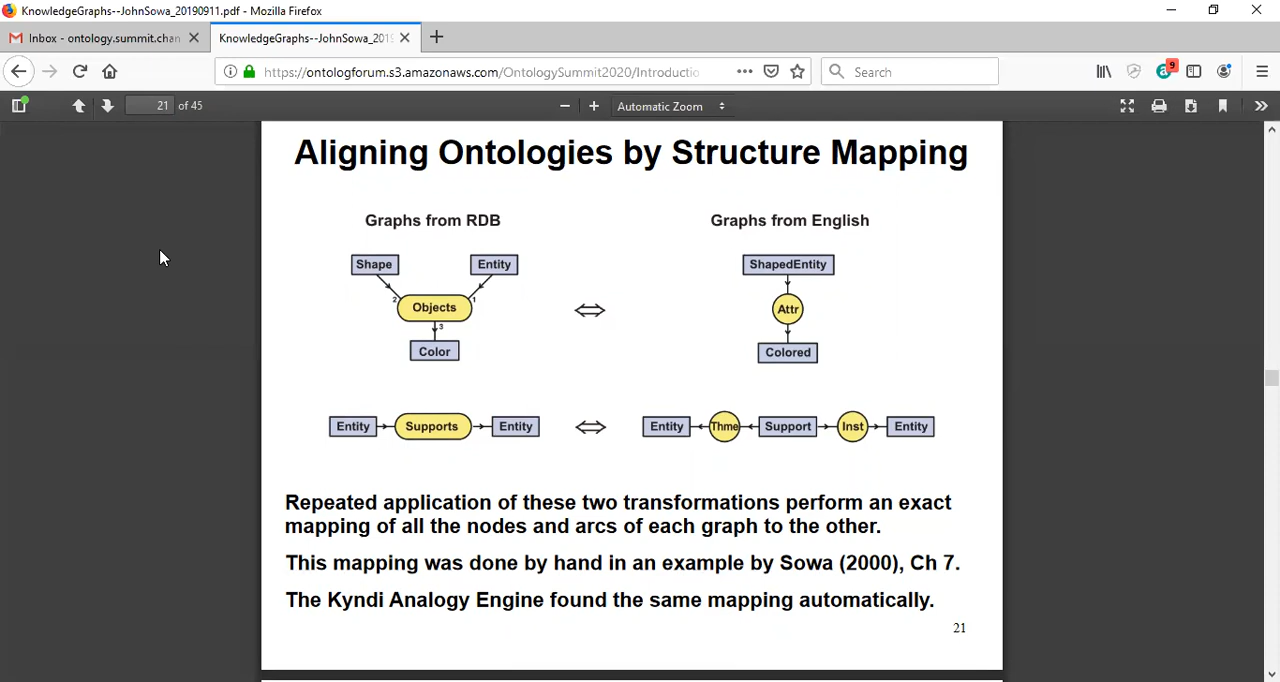 KnowledgeGraphs--JohnSowa_20190911.pdf - Mozilla Firefox
Inbox - ontology.summit.chan
KnowledgeGraphs--JohnSowa_201
https://ontologforum.s3.amazonaws.com/OntologySummit2020/Introductio
Search
9
21 of 45
Automatic Zoom
Aligning Ontologies by Structure Mapping
Graphs from RDB
Graphs from English
Shape
Entity
2
1
Objects
3
Color
ShapedEntity
Attr
Colored
Entity Supports Entity
Entity Thme Support Inst Entity
Repeated application of these two transformations perform an exact
mapping of all the nodes and arcs of each graph to the other.
This mapping was done by hand in an example by Sowa (2000), Ch 7.
The Kyndi Analogy Engine found the same mapping automatically.
21